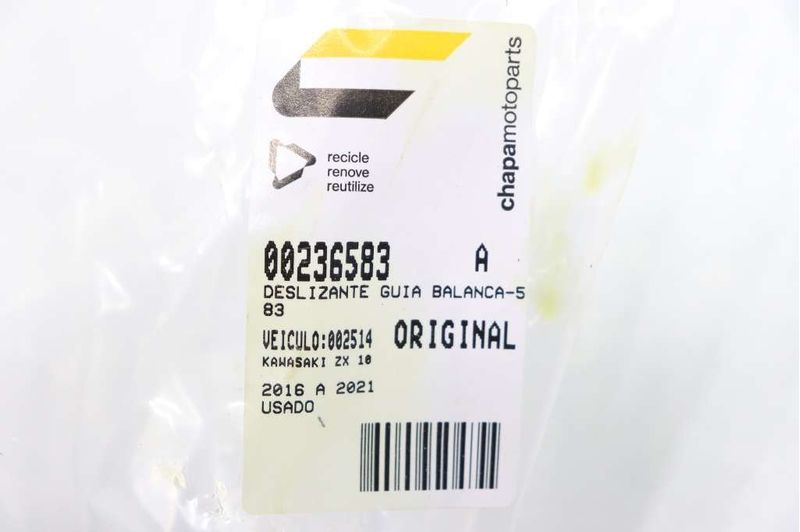 chapamotoparts
recicle
renove
reutilize
00236583 A
DESLIZANTE GUIA BALANCA-5
83
VEICULO:002514 ORIGINAL
KAWASAKI ZX 10
2016 A 2021
USADO